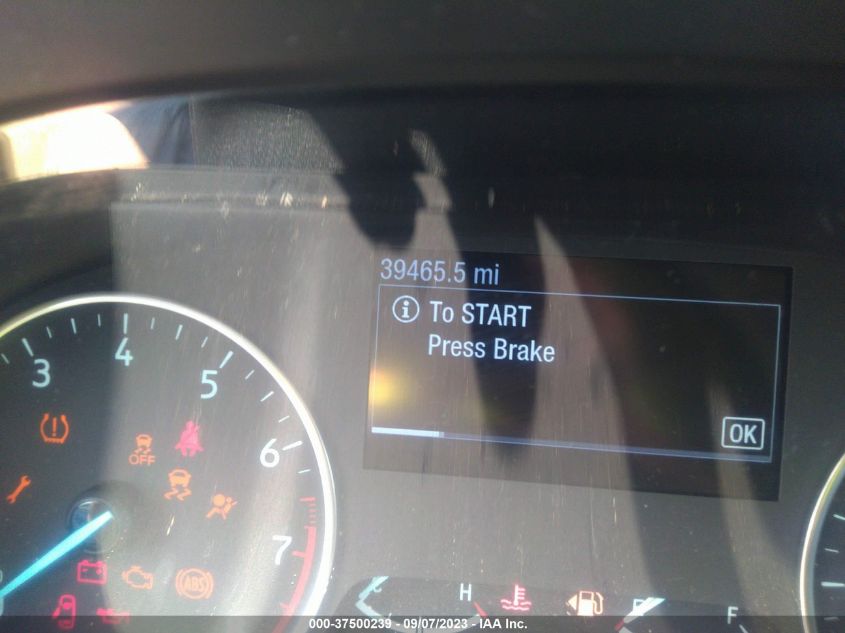 39465.5 mi
i To START
Press Brake
OK
3
4
5
6
7
OFF
ABS
H
F
000-37500239 - 09/07/2023 - IAA Inc.